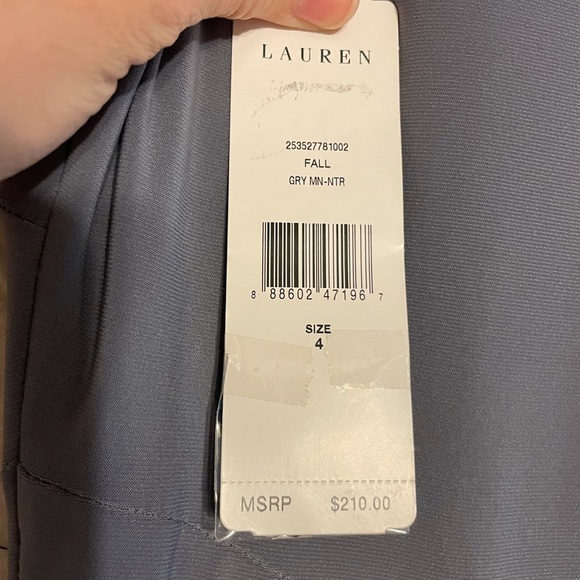 LAUREN
253527781002
FALL
GRY MN-NTR
8 88602 47196 7
SIZE
4
MSRP $210.00